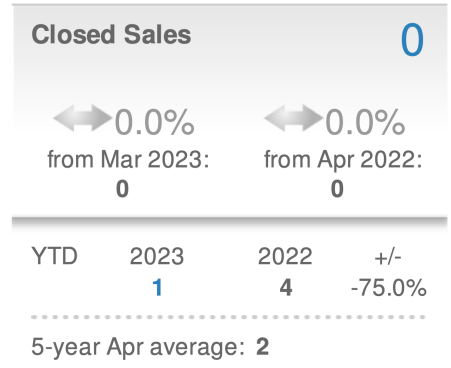 Closed Sales 0
0.0% 0.0%
from Mar 2023: from Apr 2022:
0 0
YTD 2023 2022 +/-
1 4 -75.0%
5-year Apr average: 2